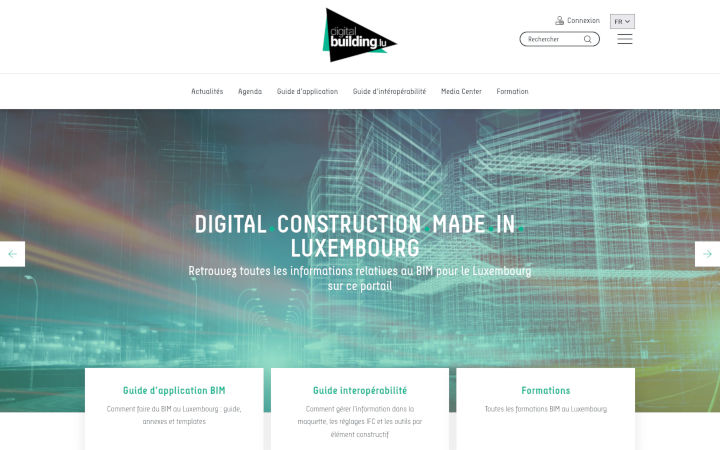 digital
building.lu
Connexion
FR
Rechercher
Actualités
Agenda
Guide d'application
Guide d'intéropérabilité
Media Center
Formation
DIGITAL CONSTRUCTION MADE IN
LUXEMBOURG
Retrouvez toutes les informations relatives au BIM pour le Luxembourg
sur ce portail
Guide d'application BIM
Comment faire du BIM au Luxembourg : guide,
annexes et templates
Guide interopérabilité
Comment gérer l'information dans la
maquette, les réglages IFC et les outils par
élément constructif
Formations
Toutes les formations BIM au Luxembourg